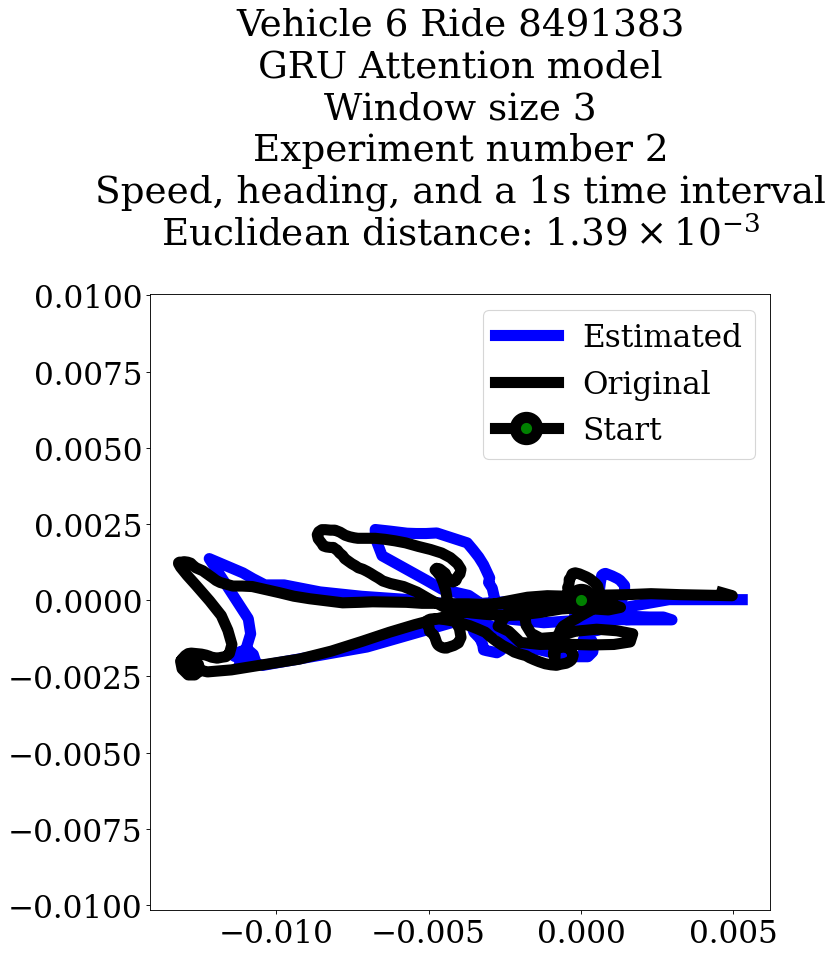 Vehicle 6 Ride 8491383
GRU Attention model
Window size 3
Experiment number 2
Speed, heading, and a 1s time interval
Euclidean distance: 1.39 × 10⁻³
0.0100
Estimated
0.0075
Original
0.0050
Start
0.0025
0.0000
−0.0025
−0.0050
−0.0075
−0.0100
−0.010 −0.005 0.000 0.005